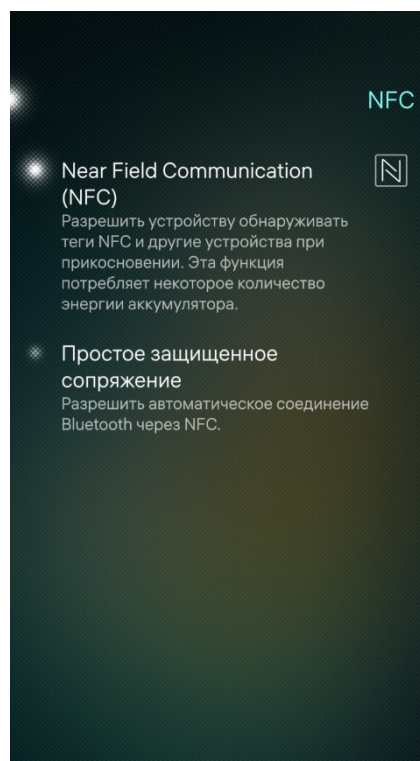 NFC
Near Field Communication
(NFC)
Разрешить устройству обнаруживать
теги NFC и другие устройства при
прикосновении. Эта функция
потребляет некоторое количество
энергии аккумулятора.
Простое защищенное
сопряжение
Разрешить автоматическое соединение
Bluetooth через NFC.